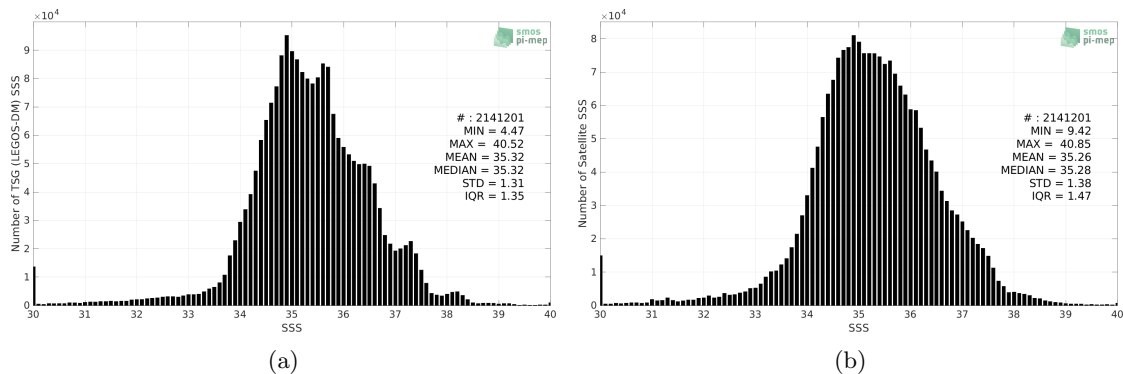 ×10⁴
smos
pi-mep
9
8
7
6
5
4
3
2
1
0
Number of TSG (LEGOS-DM) SSS
# : 2141201
MIN = 4.47
MAX = 40.52
MEAN = 35.32
MEDIAN = 35.32
STD = 1.31
IQR = 1.35
30 31 32 33 34 35 36 37 38 39 40
SSS
(a)
×10⁴
smos
pi-mep
8
7
6
5
4
3
2
1
0
Number of Satellite SSS
# : 2141201
MIN = 9.42
MAX = 40.85
MEAN = 35.26
MEDIAN = 35.28
STD = 1.38
IQR = 1.47
30 31 32 33 34 35 36 37 38 39 40
SSS
(b)